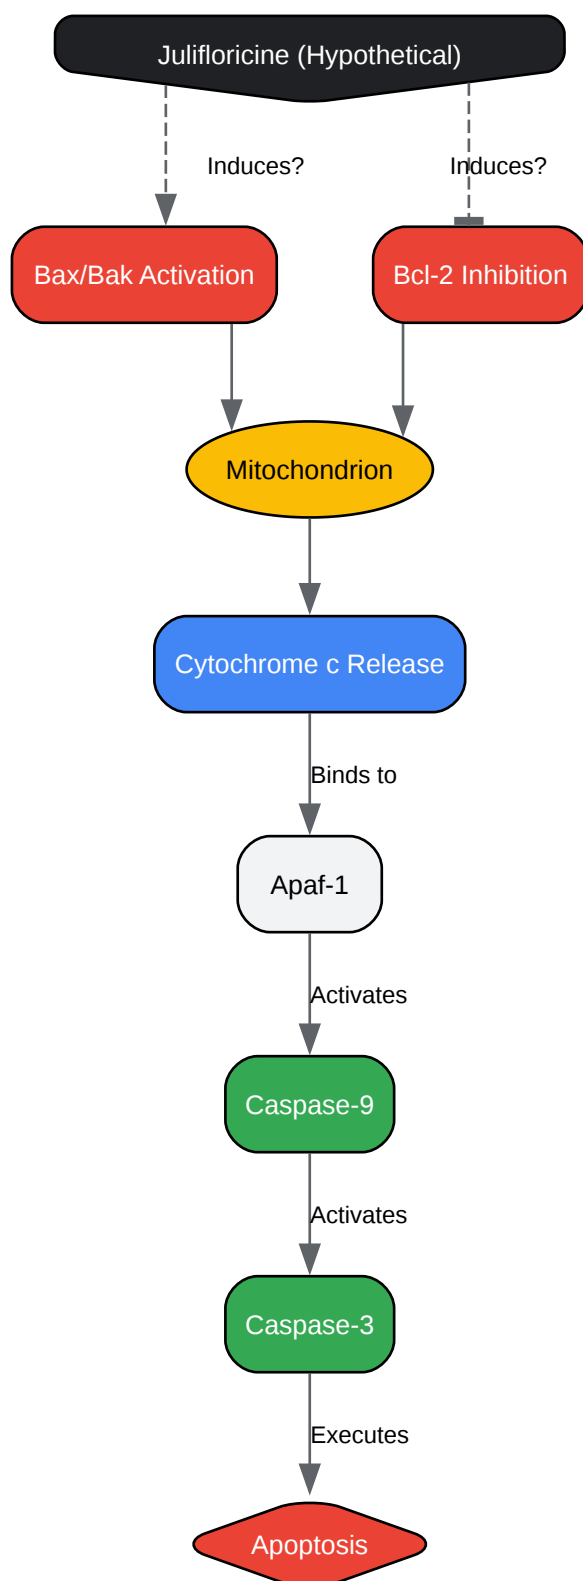 Julifloricine (Hypothetical)
Induces?
Induces?
Bax/Bak Activation
Bcl-2 Inhibition
Mitochondrion
Cytochrome c Release
Binds to
Apaf-1
Activates
Caspase-9
Activates
Caspase-3
Executes
Apoptosis